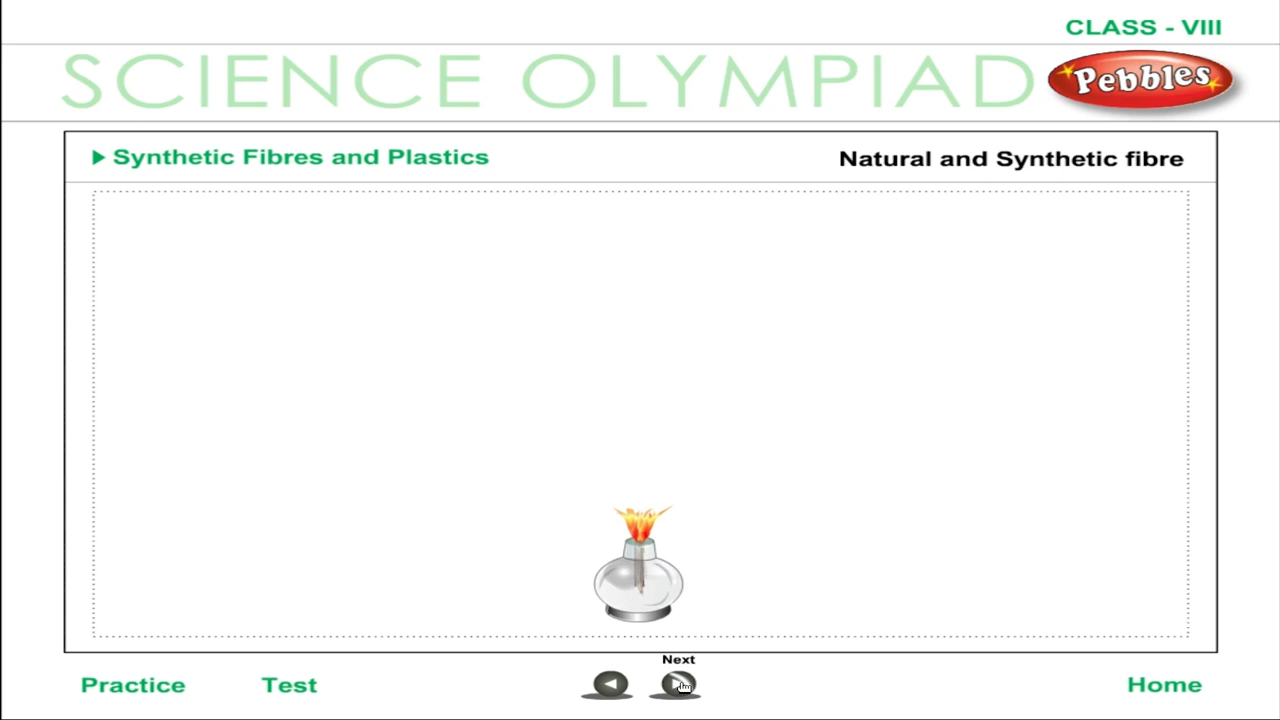 CLASS - VIII
SCIENCE OLYMPIAD
Pebbles
Synthetic Fibres and Plastics
Natural and Synthetic fibre
Next
Practice
Test
Home